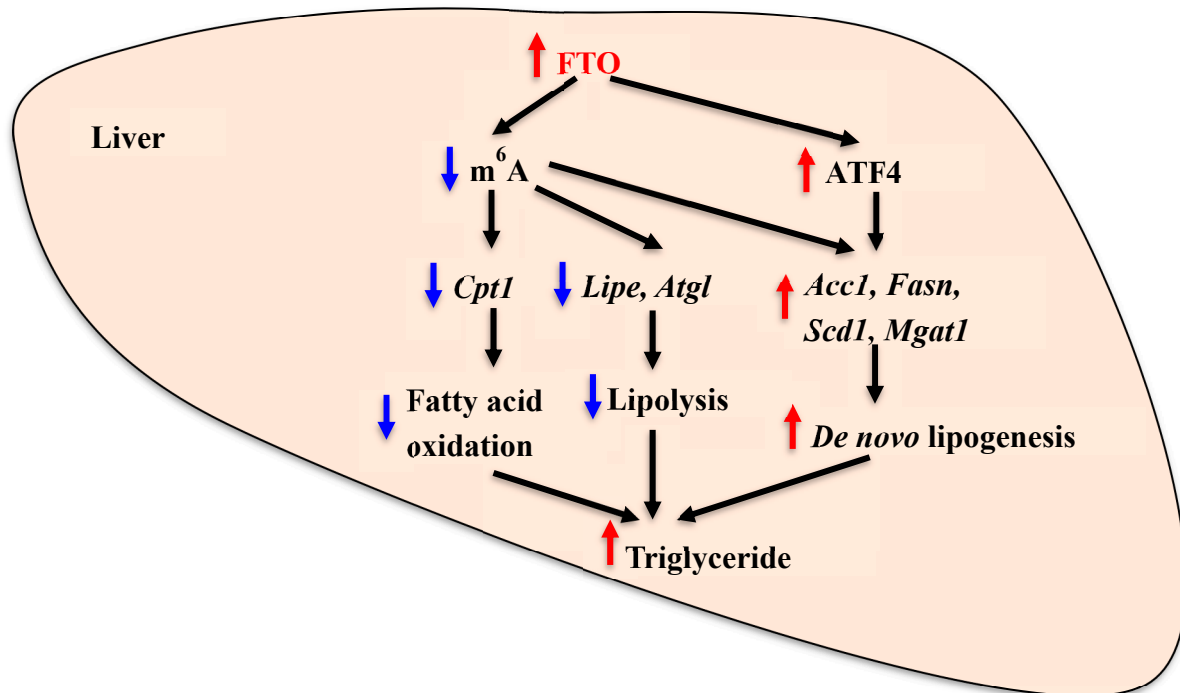 FTO
Liver
m⁶A
ATF4
Cpt1
Lipe, Atgl
Acc1, Fasn,
Scd1, Mgat1
Fatty acid
oxidation
Lipolysis
De novo lipogenesis
Triglyceride